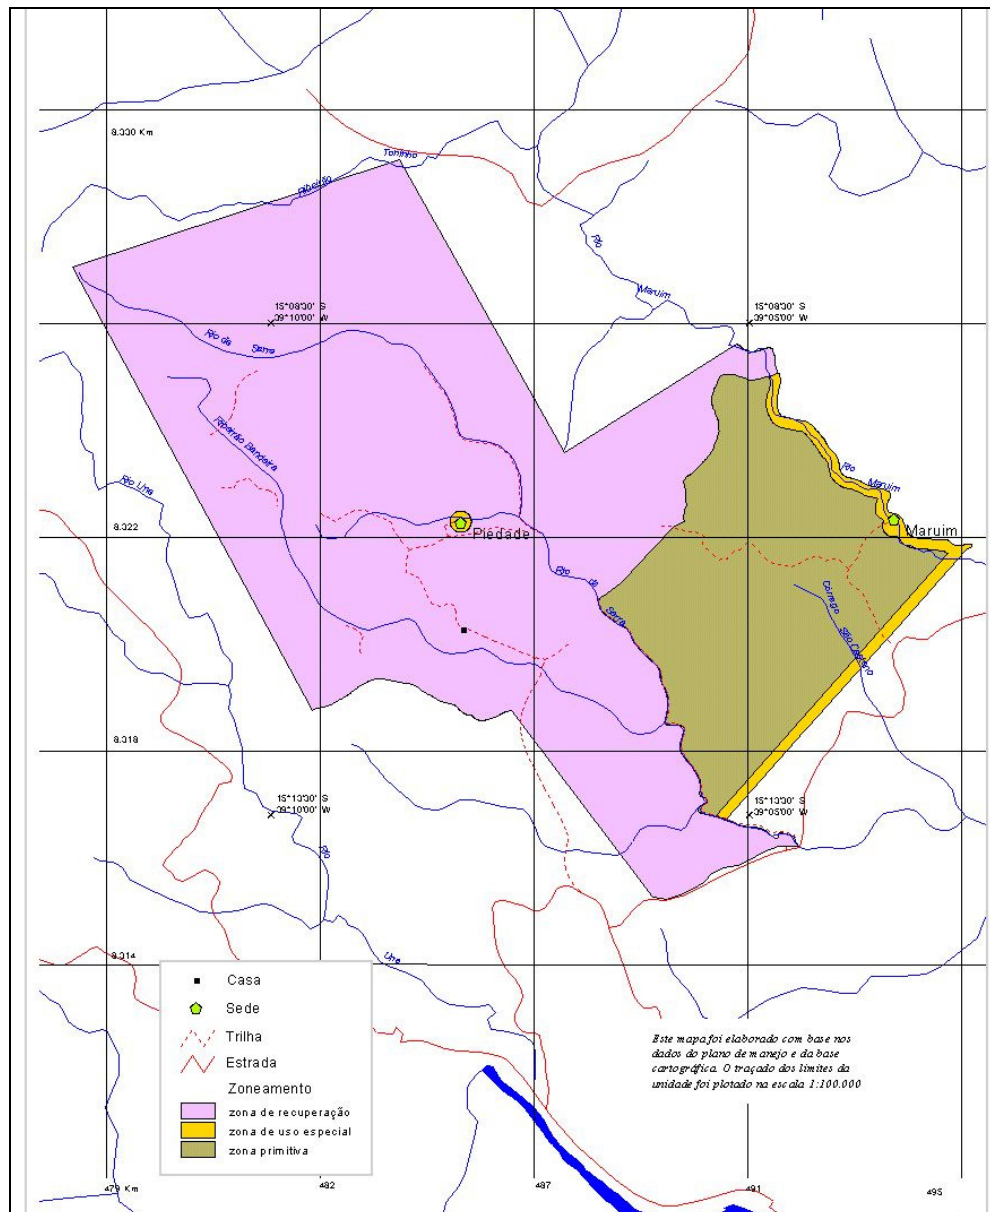 8.330 Km
Toninho
Ribeirão
Rio
Maruim
15°08'30" S
39°10'00" W
15°08'30" S
39°05'00" W
Rio da Serra
Ribeirão Bandeira
Rio Una
Rio Maruim
8.322
Piedade
Maruim
Rio da Serra
Córrego São Caetano
8.318
15°13'30" S
39°10'00" W
15°13'30" S
39°05'00" W
Rio
Una
8.314
Casa
Sede
Trilha
Estrada
Zoneamento
zona de recuperação
zona de uso especial
zona primitiva
Este mapa foi elaborado com base nos
dados do plano de manejo e da base
cartográfica. O traçado dos limites da
unidade foi plotado na escala 1:100.000
479 Km
482
487
491
495